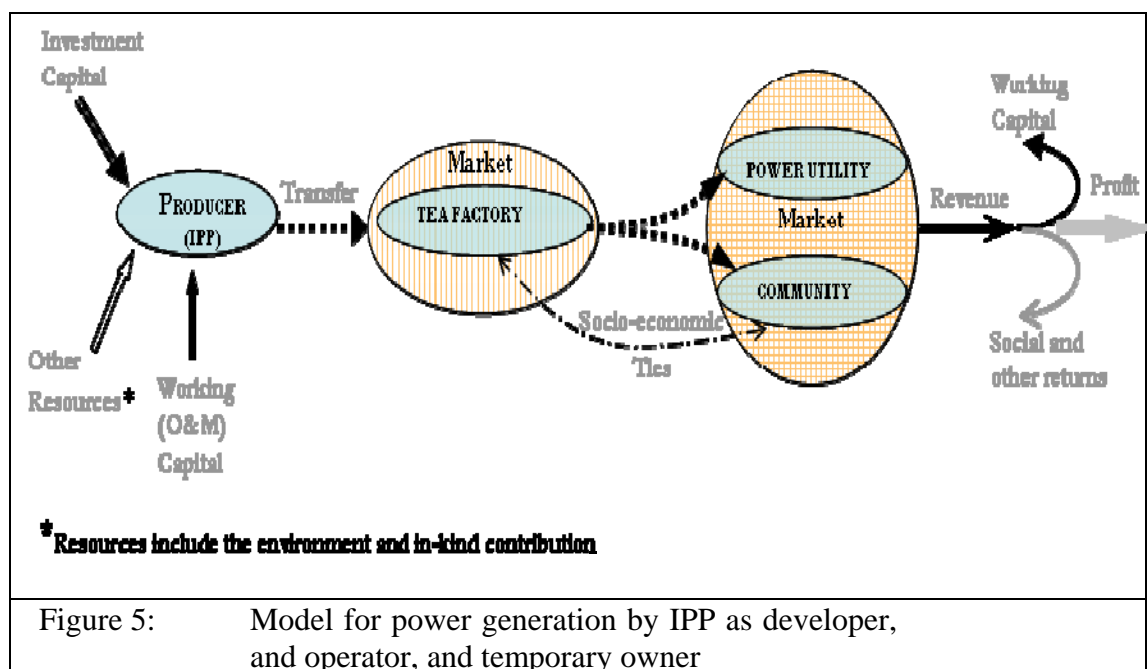 Investment
Capital
PRODUCER
(IPP)
Transfer
Market
TEA FACTORY
POWER UTILITY
Market
COMMUNITY
Socio-economic
Ties
Revenue
Working
Capital
Profit
Social and
other returns
Other
Resources*
Working
(O&M)
Capital
*Resources include the environment and in-kind contribution
Figure 5: Model for power generation by IPP as developer,
and operator, and temporary owner